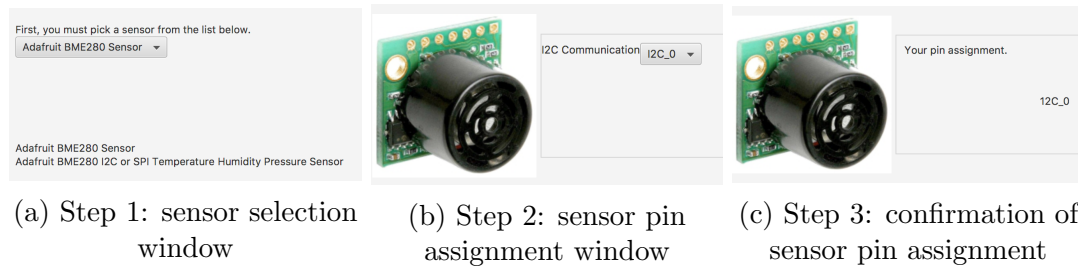 First, you must pick a sensor from the list below.
Adafruit BME280 Sensor
Adafruit BME280 Sensor
Adafruit BME280 I2C or SPI Temperature Humidity Pressure Sensor
(a) Step 1: sensor selection
window
I2C Communication I2C_0
(b) Step 2: sensor pin
assignment window
Your pin assignment.
12C_0
(c) Step 3: confirmation of
sensor pin assignment